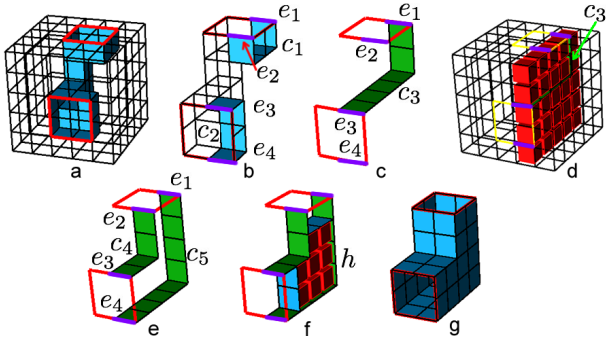 e₁
c₁
e₂
e₃
c₂
e₄
a
b
e₁
e₂
c₃
e₃
e₄
c
c₃
d
e₁
e₂
c₄
e₃
c₅
e₄
e
h
f
g